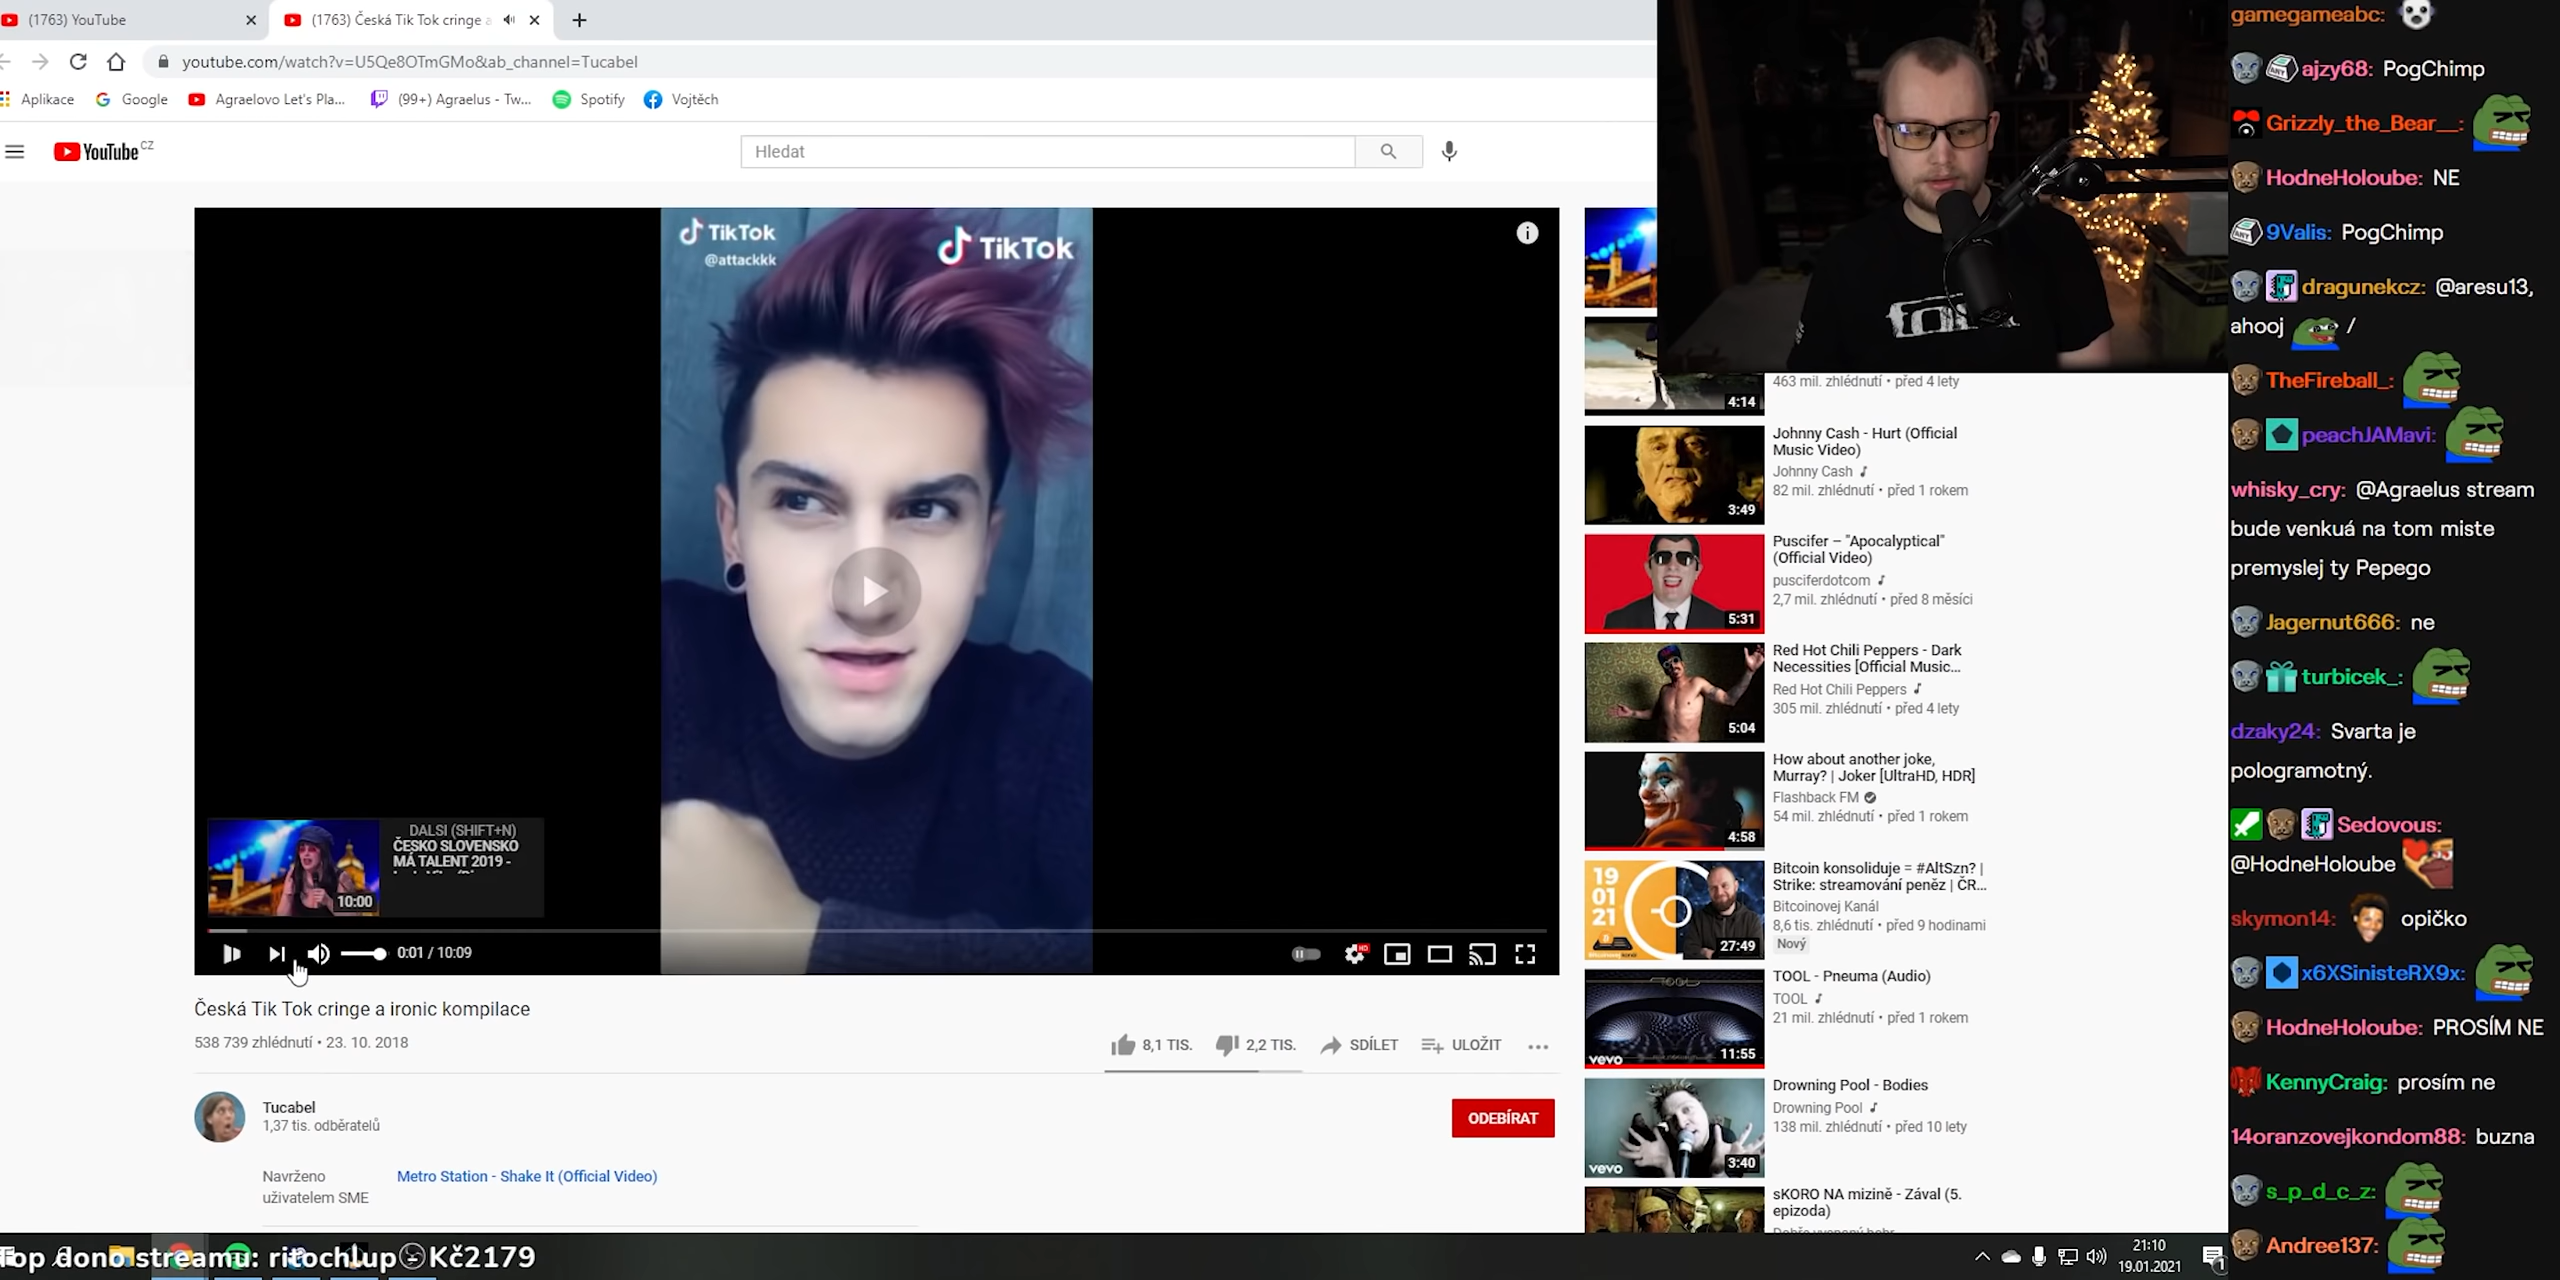 (1763) YouTube
(1763) Česká Tik Tok cringe a
youtube.com/watch?v=U5Qe8OTmGMo&ab_channel=Tucabel
Aplikace
Google
Agraelovo Let's Pla...
(99+) Agraelus - Tw...
Spotify
Vojtěch
YouTube CZ
Hledat
TikTok
@attackkk
TikTok
DALSI (SHIFT+N)
ČESKO SLOVENSKO
MÁ TALENT 2019 -
10:00
0:01 / 10:09
HD
Česká Tik Tok cringe a ironic kompilace
538 739 zhlédnutí • 23. 10. 2018
8,1 TIS.
2,2 TIS.
SDÍLET
ULOŽIT
Tucabel
1,37 tis. odběratelů
ODEBÍRAT
Navrženo
uživatelem SME
Metro Station - Shake It (Official Video)
463 mil. zhlédnutí • před 4 lety
4:14
Johnny Cash - Hurt (Official
Music Video)
Johnny Cash
82 mil. zhlédnutí • před 1 rokem
3:49
Puscifer – "Apocalyptical"
(Official Video)
pusciferdotcom
2,7 mil. zhlédnutí • před 8 měsíci
5:31
Red Hot Chili Peppers - Dark
Necessities [Official Music...
Red Hot Chili Peppers
305 mil. zhlédnutí • před 4 lety
5:04
How about another joke,
Murray? | Joker [UltraHD, HDR]
Flashback FM
54 mil. zhlédnutí • před 1 rokem
4:58
Bitcoin konsoliduje = #AltSzn? |
Strike: streamování peněz | ČR...
Bitcoinovej Kanál
8,6 tis. zhlédnutí • před 9 hodinami
Nový
19
01
21
27:49
TOOL - Pneuma (Audio)
TOOL
21 mil. zhlédnutí • před 1 rokem
TOOL
vevo
11:55
Drowning Pool - Bodies
Drowning Pool
138 mil. zhlédnutí • před 10 lety
vevo
3:40
sKORO NA mizině - Zával (5.
epizoda)
gamegameabc:
ajzy68: PogChimp
Grizzly_the_Bear__:
HodneHoloube: NE
9Valis: PogChimp
dragunekcz: @aresu13,
ahooj /
TheFireball_:
peachJAMavi:
whisky_cry: @Agraelus stream
bude venkuá na tom miste
premyslej ty Pepego
Jagernut666: ne
turbicek_:
dzaky24: Svarta je
pologramotný.
Sedovous:
@HodneHoloube
skymon14: opičko
x6XSinisteRX9x:
HodneHoloube: PROSÍM NE
KennyCraig: prosím ne
14oranzovejkondom88: buzna
s_p_d_c_z:
Andree137:
Top dono streamu: ritochlup Kč2179
21:10
19.01.2021
1